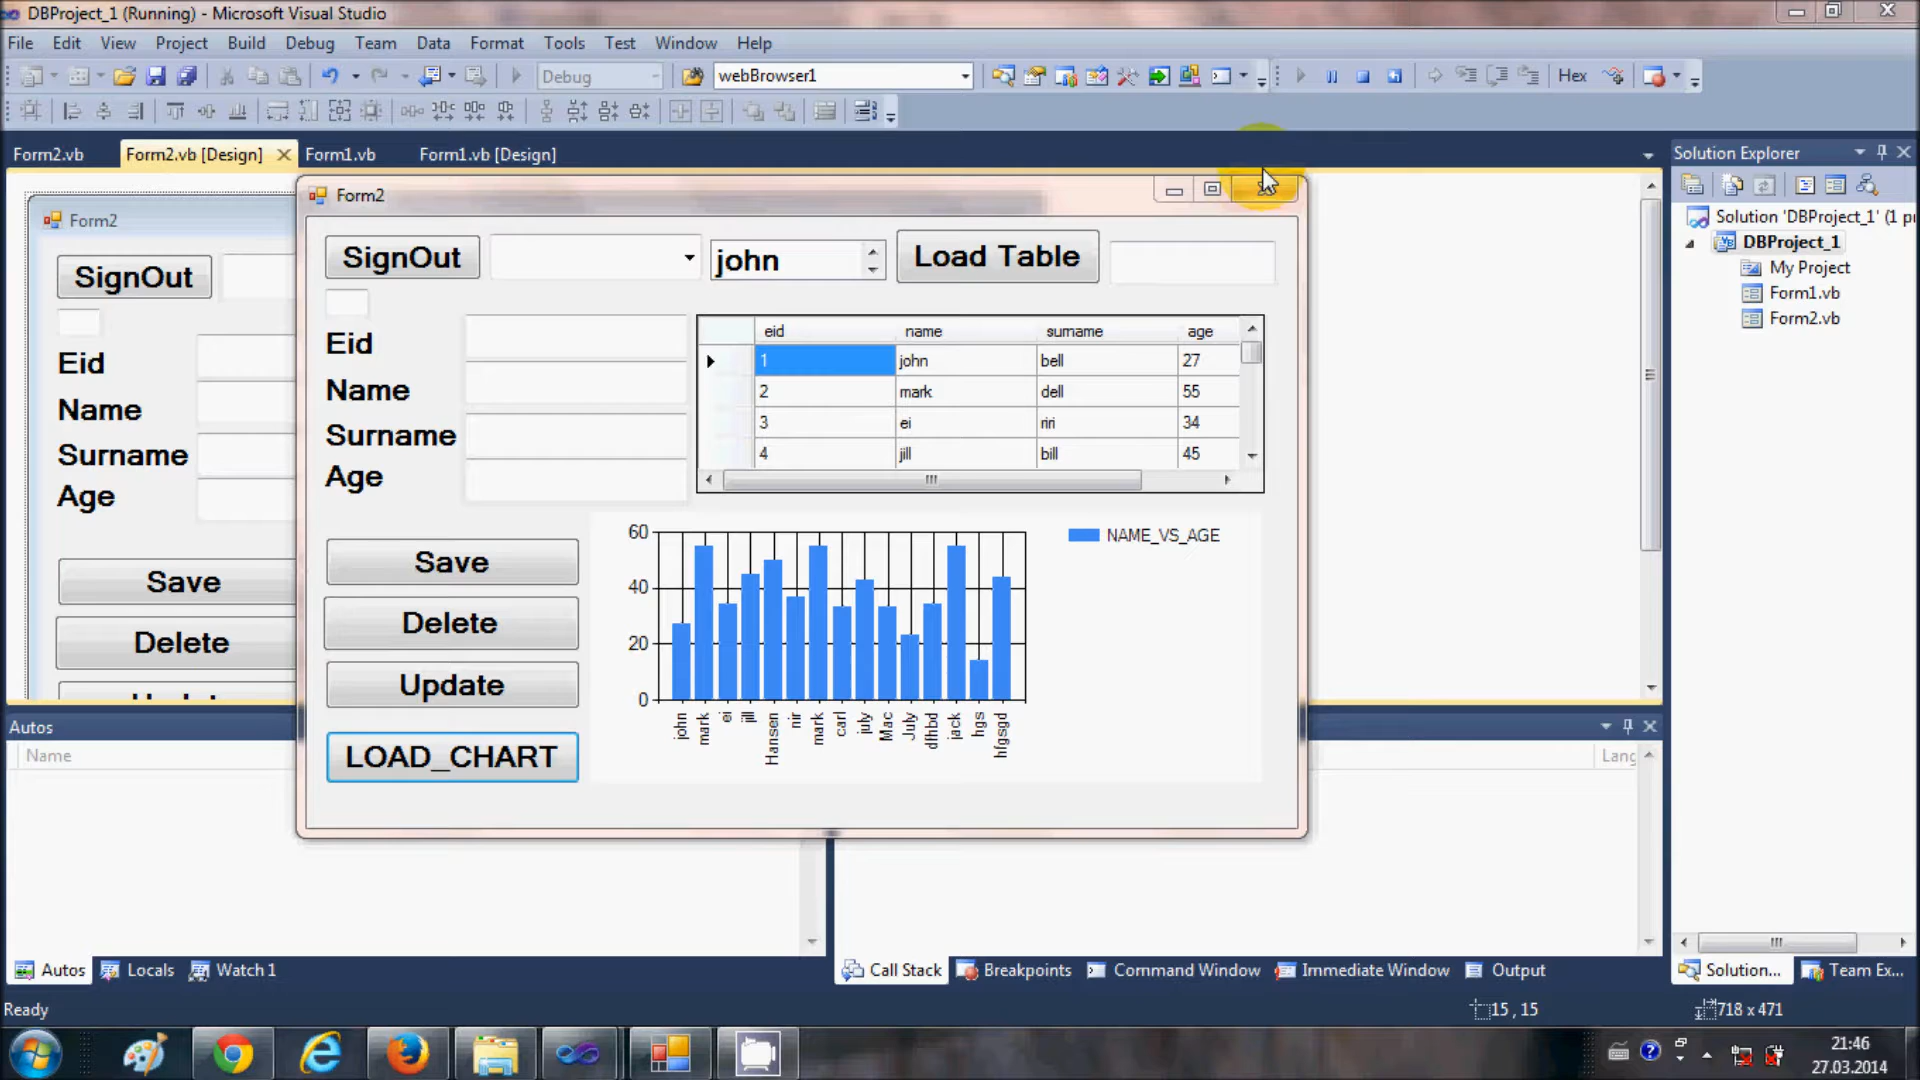 DBProject_1 (Running) - Microsoft Visual Studio
File Edit View Project Build Debug Team Data Format Tools Test Window Help
Debug webBrowser1 Hex
Form2.vb Form2.vb [Design] Form1.vb Form1.vb [Design]
Solution Explorer
Solution 'DBProject_1' (1 p
DBProject_1
My Project
Form1.vb
Form2.vb
Form2
SignOut
Eid
Name
Surname
Age
Save
Delete
Form2
SignOut john Load Table
Eid
Name
Surname
Age
eid name surname age
1 john bell 27
2 mark dell 55
3 ei riri 34
4 jill bill 45
Save
Delete
Update
LOAD_CHART
60
40
20
0
john mark ei jill Hansen nir mark carl july Mac July dfhbd jack hgs hfgsgd
NAME_VS_AGE
Autos
Name
Lang
Autos Locals Watch 1
Call Stack Breakpoints Command Window Immediate Window Output
Solution... Team Ex...
Ready
15 , 15
718 x 471
21:46
27.03.2014